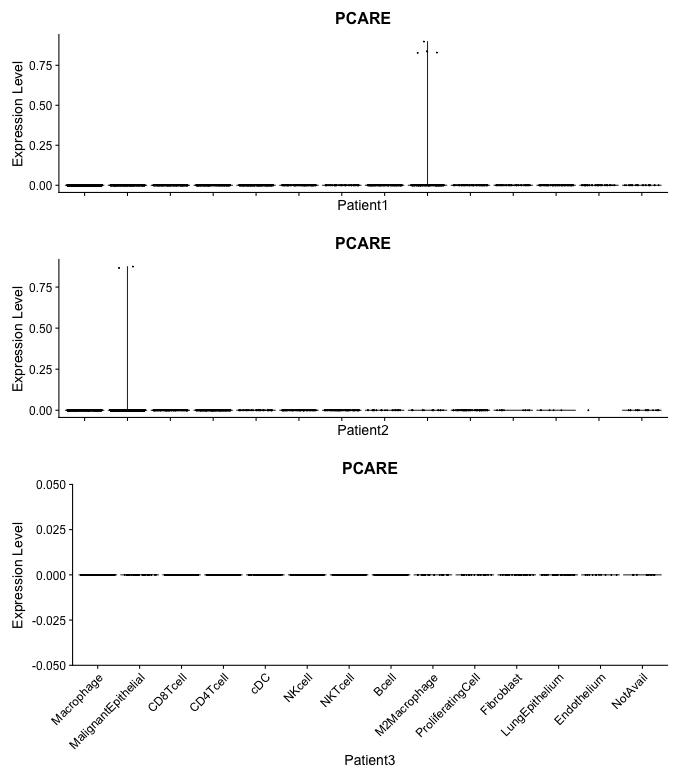 PCARE
Expression Level
0.75
0.50
0.25
0.00
Patient1
PCARE
Expression Level
0.75
0.50
0.25
0.00
Patient2
PCARE
Expression Level
0.050
0.025
0.000
-0.025
-0.050
Macrophage
MalignantEpithelial
CD8Tcell
CD4Tcell
cDC
NKcell
NKTcell
Bcell
M2Macrophage
ProliferatingCell
Fibroblast
LungEpithelium
Endothelium
NotAvail
Patient3